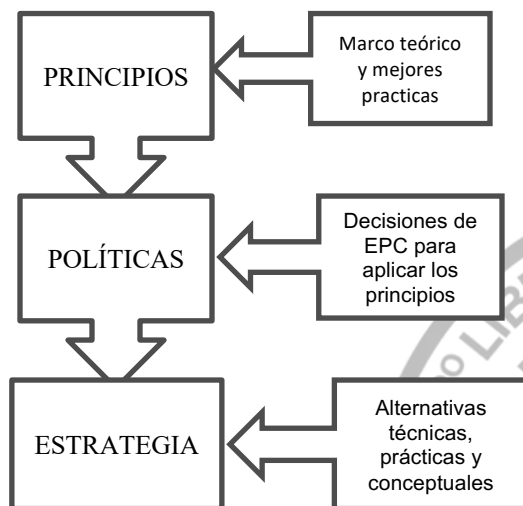 PRINCIPIOS
Marco teórico
y mejores
practicas
POLÍTICAS
Decisiones de
EPC para
aplicar los
principios
ESTRATEGIA
Alternativas
técnicas,
prácticas y
conceptuales